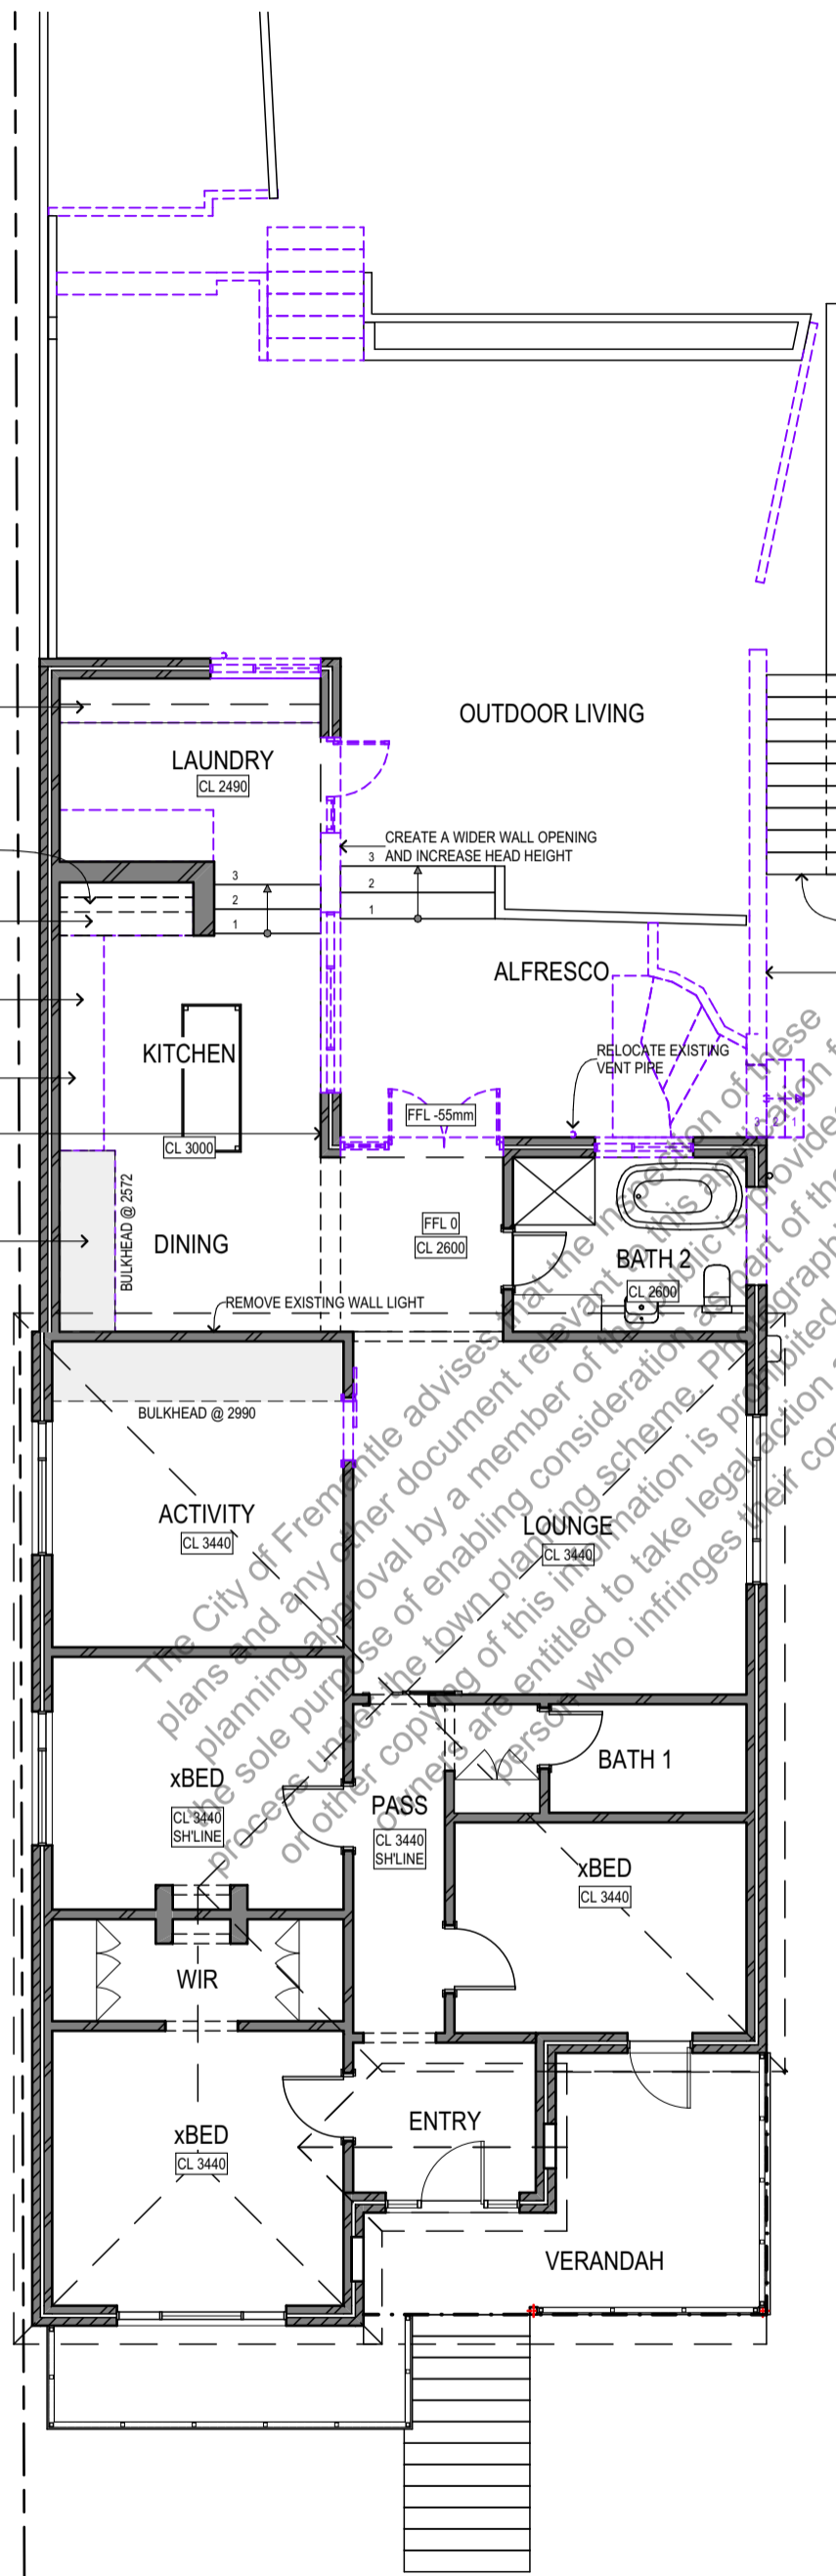 OUTDOOR LIVING
LAUNDRY
CL 2490
CREATE A WIDER WALL OPENING
AND INCREASE HEAD HEIGHT
3
2
1
3
2
1
ALFRESCO
KITCHEN
CL 3000
RELOCATE EXISTING
VENT PIPE
FFL -55mm
3 2 1
BULKHEAD @ 2572
DINING
FFL 0
CL 2600
BATH 2
CL 2600
REMOVE EXISTING WALL LIGHT
BULKHEAD @ 2990
ACTIVITY
CL 3440
LOUNGE
CL 3440
xBED
CL 3440
SH'LINE
PASS
CL 3440
SH'LINE
BATH 1
xBED
CL 3440
WIR
xBED
CL 3440
ENTRY
VERANDAH
The City of Fremantle advises that the inspection of these
plans and any other document relevant to this application f
planning approval by a member of the public is provided
the sole purpose of enabling consideration as part of the
process under the town planning scheme. Photograph
or other copying of this information is prohibited
owners are entitled to take legal action a
person who infringes their cop